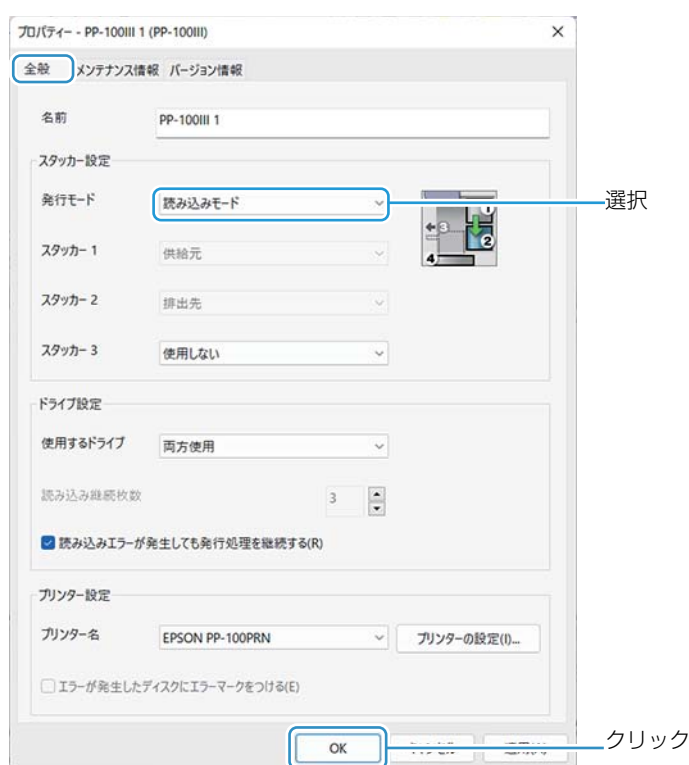 プロパティー - PP-100III 1 (PP-100III)
全般 メンテナンス情報 バージョン情報
名前 PP-100III 1
スタッカー設定
発行モード 読み込みモード 選択
1
3
2
4
スタッカー 1 供給元
スタッカー 2 排出先
スタッカー 3 使用しない
ドライブ設定
使用するドライブ 両方使用
読み込み継続枚数 3
読み込みエラーが発生しても発行処理を継続する(R)
プリンター設定
プリンター名 EPSON PP-100PRN プリンターの設定(I)...
エラーが発生したディスクにエラーマークをつける(E)
OK クリック